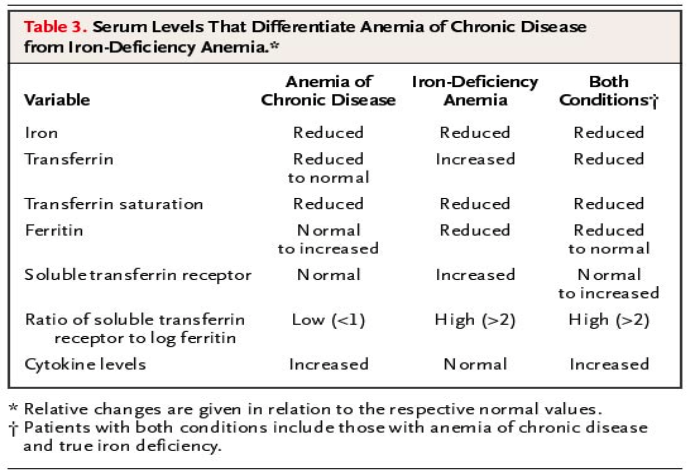 Table 3. Serum Levels That Differentiate Anemia of Chronic Disease
from Iron-Deficiency Anemia.*
Variable Anemia of Chronic Disease Iron-Deficiency Anemia Both Conditions†
Iron Reduced Reduced Reduced
Transferrin Reduced to normal Increased Reduced
Transferrin saturation Reduced Reduced Reduced
Ferritin Normal to increased Reduced Reduced to normal
Soluble transferrin receptor Normal Increased Normal to increased
Ratio of soluble transferrin receptor to log ferritin Low (<1) High (>2) High (>2)
Cytokine levels Increased Normal Increased
* Relative changes are given in relation to the respective normal values.
† Patients with both conditions include those with anemia of chronic disease
and true iron deficiency.